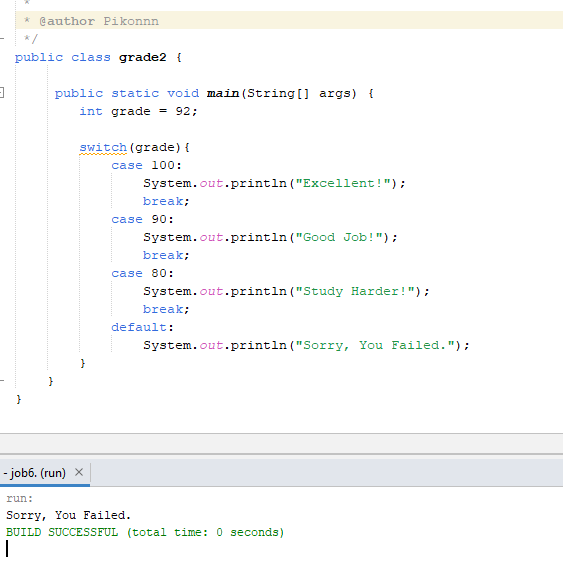 *
* @author Pikonnn
*/
public class grade2 {
public static void main(String[] args) {
int grade = 92;
switch(grade){
case 100:
System.out.println("Excellent!");
break;
case 90:
System.out.println("Good Job!");
break;
case 80:
System.out.println("Study Harder!");
break;
default:
System.out.println("Sorry, You Failed.");
}
}
}
- job6. (run) ×
run:
Sorry, You Failed.
BUILD SUCCESSFUL (total time: 0 seconds)